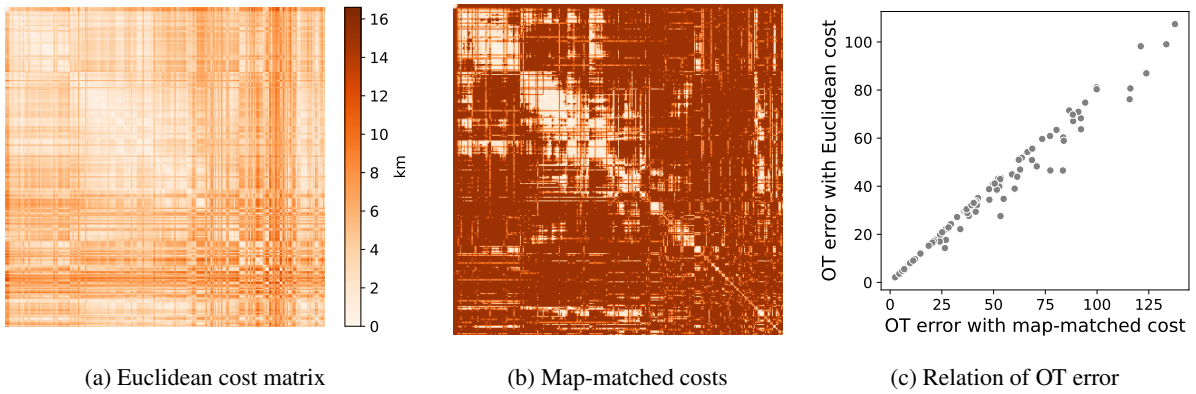 16
14
12
10
8
6
4
2
0
km
100
80
60
40
20
0
OT error with Euclidean cost
0 25 50 75 100 125
OT error with map-matched cost
(a) Euclidean cost matrix
(b) Map-matched costs
(c) Relation of OT error